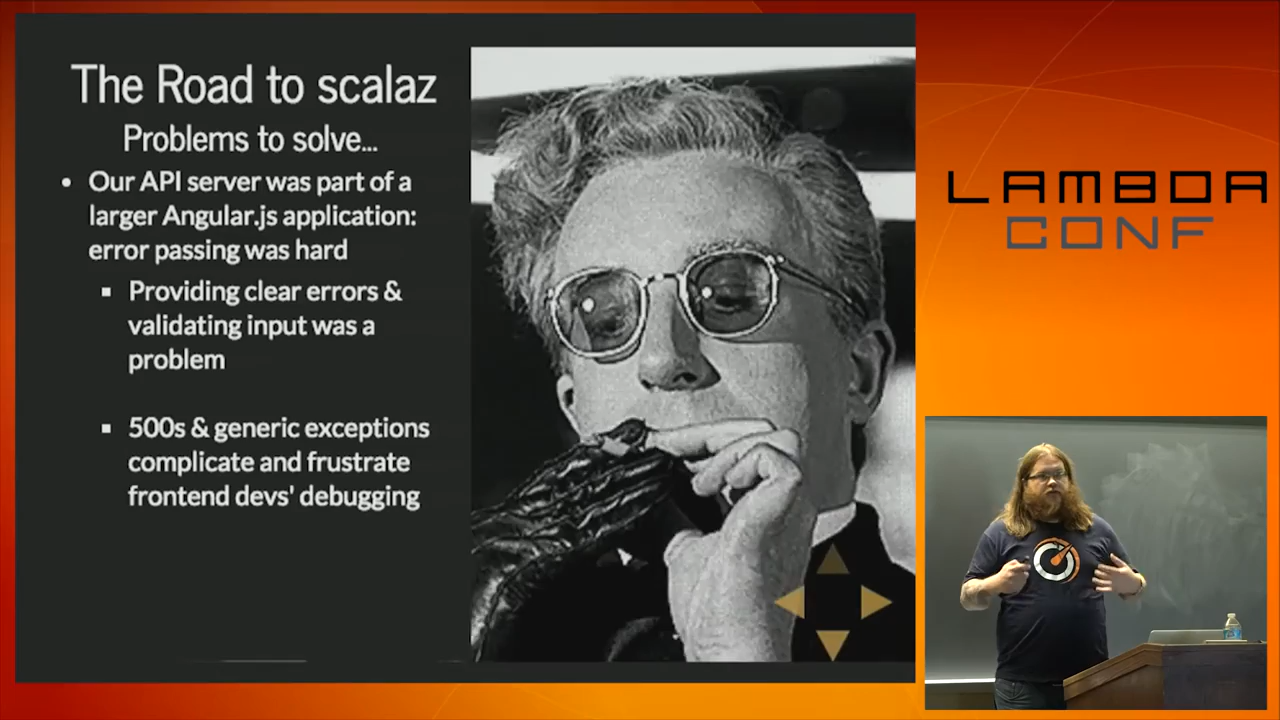 The Road to scalaz
Problems to solve...
Our API server was part of a
larger Angular.js application:
error passing was hard
Providing clear errors &
validating input was a
problem
500s & generic exceptions
complicate and frustrate
frontend devs' debugging
LAMBDA
CONF